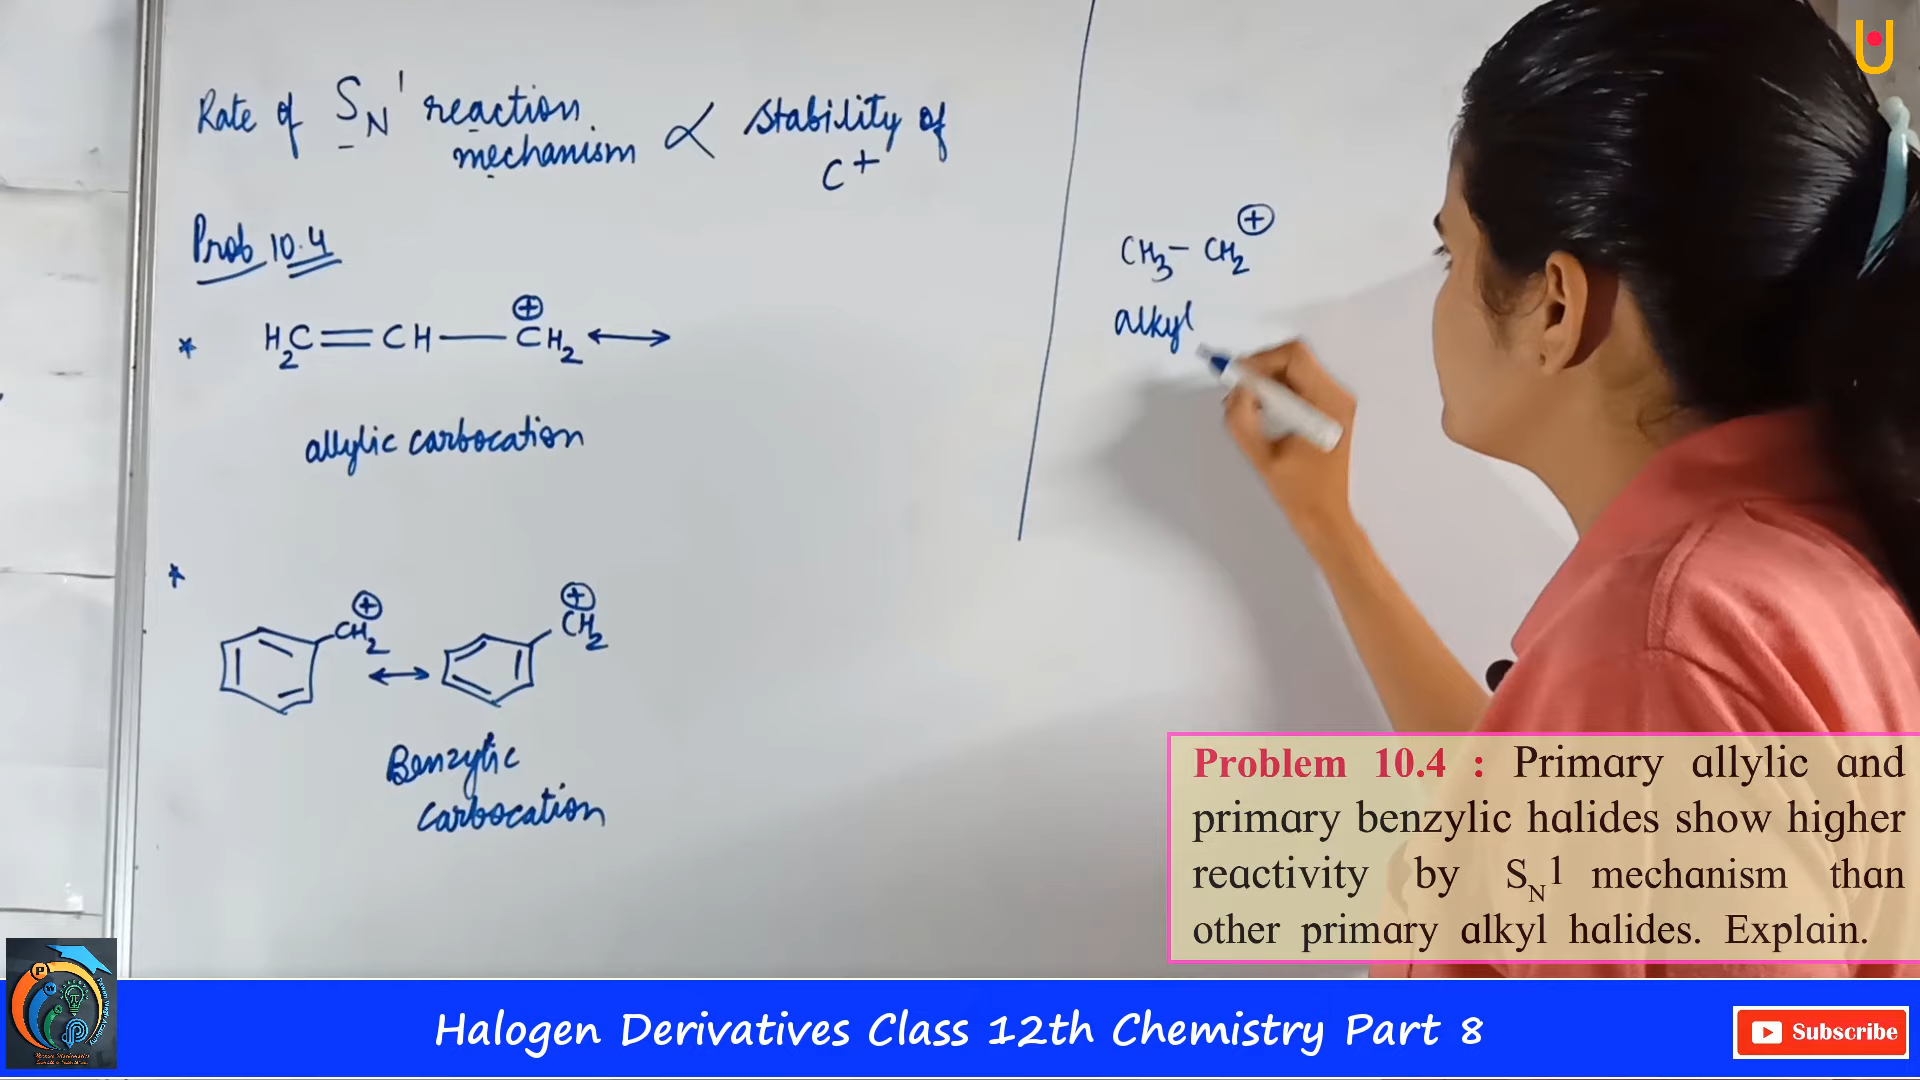 Rate of SN1 reaction mechanism ∝ stability of C+
Prob 10.4
* H2C=CH—CH2⊕ ↔
allylic carbocation
* CH2⊕ ↔ CH2⊕
Benzylic
carbocation
CH3-CH2⊕
alkyl
Problem 10.4 : Primary allylic and
primary benzylic halides show higher
reactivity by SN1 mechanism than
other primary alkyl halides. Explain.
Halogen Derivatives Class 12th Chemistry Part 8
Subscribe